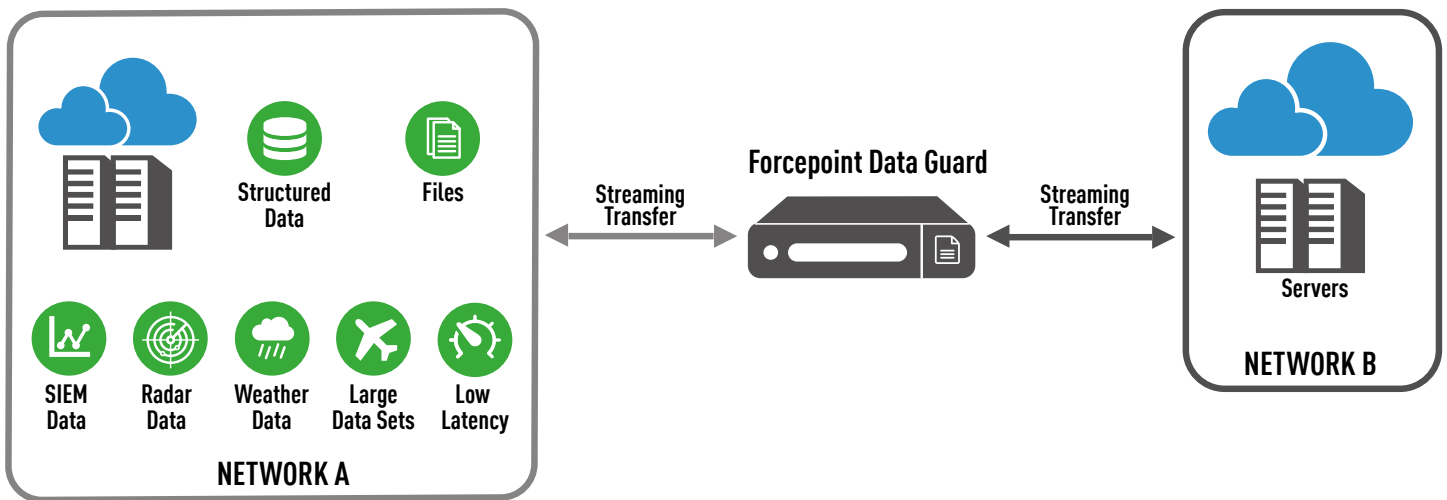 Structured
Data
Files
SIEM
Data
Radar
Data
Weather
Data
Large
Data Sets
Low
Latency
NETWORK A
Streaming
Transfer
Forcepoint Data Guard
Streaming
Transfer
Servers
NETWORK B